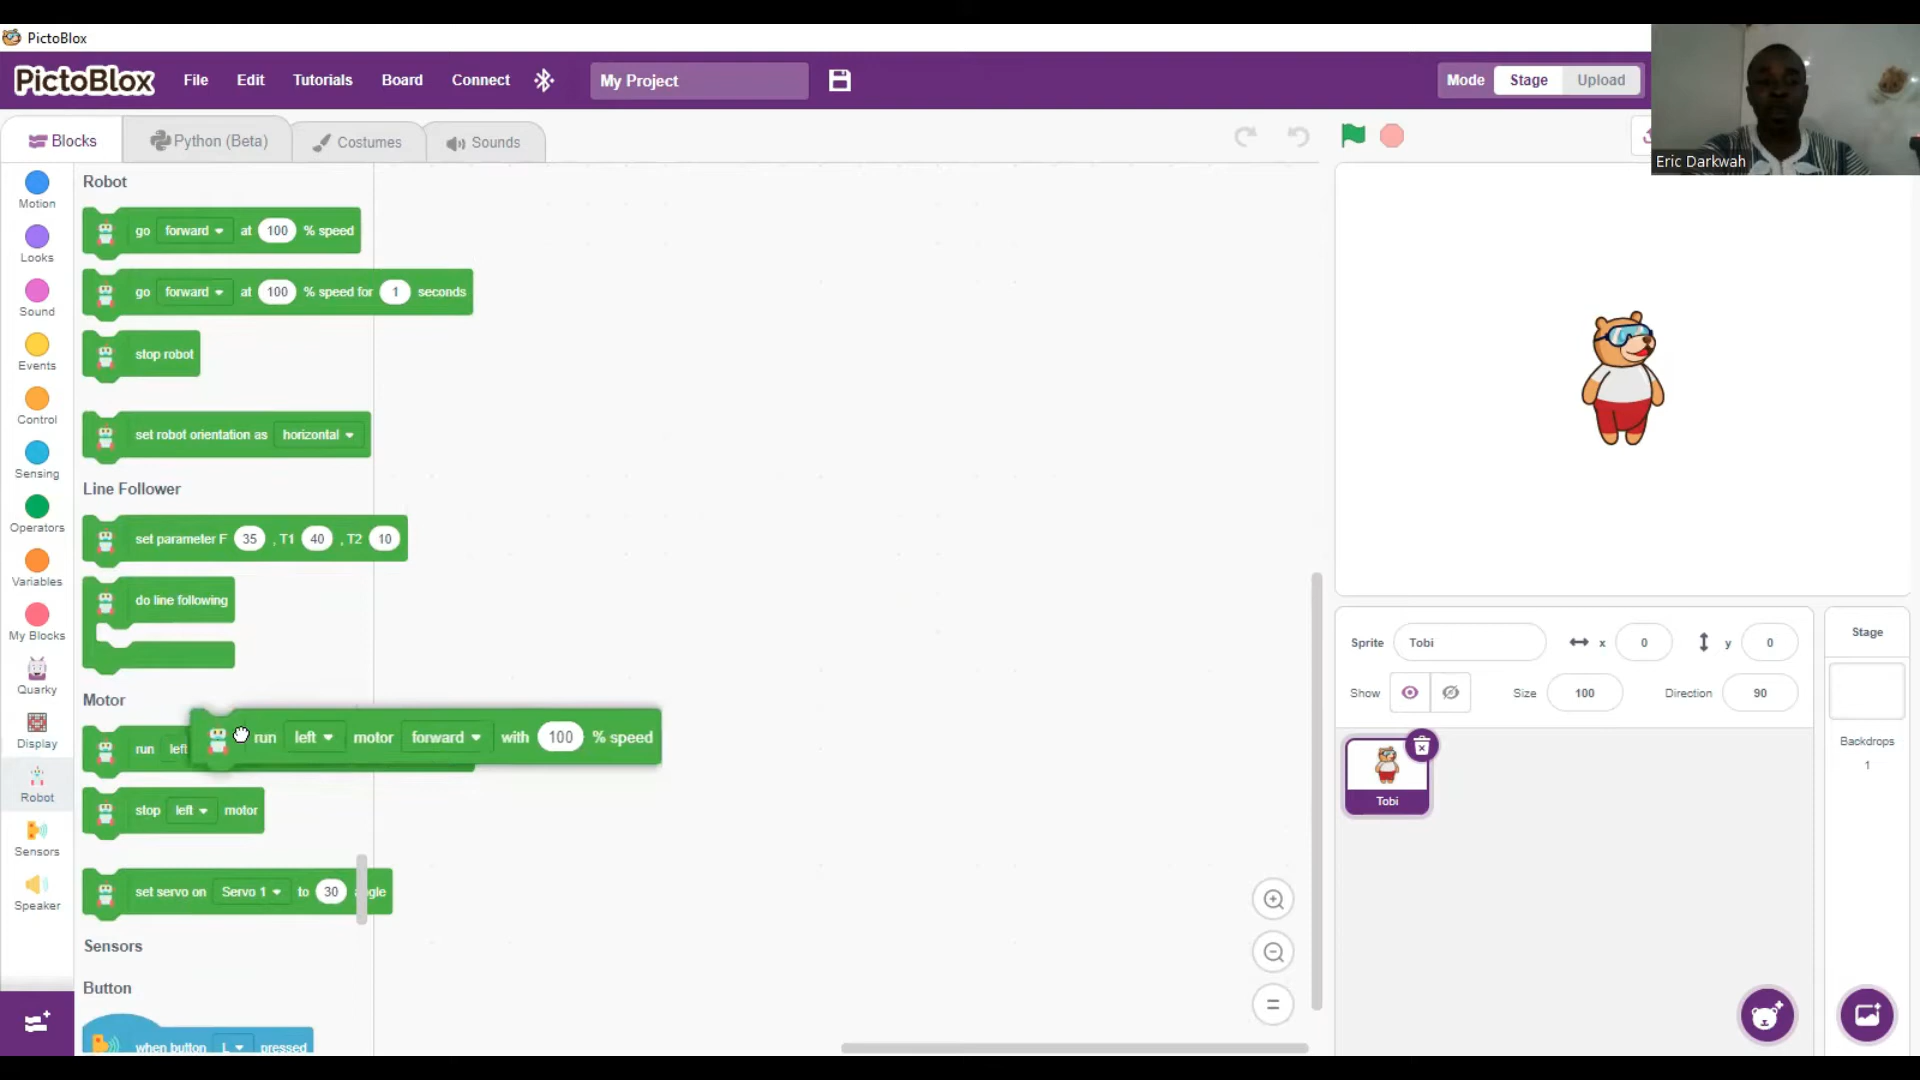 PictoBlox
PictoBlox File Edit Tutorials Board Connect My Project Mode Stage Upload
Blocks Python (Beta) Costumes Sounds
Eric Darkwah
Motion
Looks
Sound
Events
Control
Sensing
Operators
Variables
My Blocks
Quarky
Display
Robot
Sensors
Speaker
Robot
go forward at 100 % speed
go forward at 100 % speed for 1 seconds
stop robot
set robot orientation as horizontal
Line Follower
set parameter F 35 , T1 40 , T2 10
do line following
Motor
run left
run left motor forward with 100 % speed
stop left motor
set servo on Servo 1 to 30 gle
Sensors
Button
when button L pressed
Sprite Tobi x 0 y 0
Show Size 100 Direction 90
Tobi
Stage
Backdrops
1